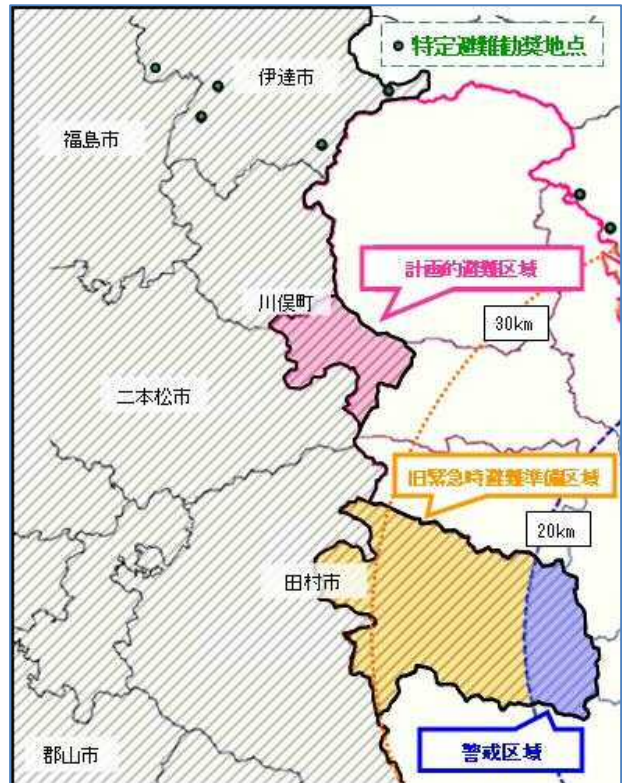 特定避難勧奨地点
伊達市
福島市
計画的避難区域
川俣町
30km
二本松市
旧緊急時避難準備区域
20km
田村市
郡山市
警戒区域